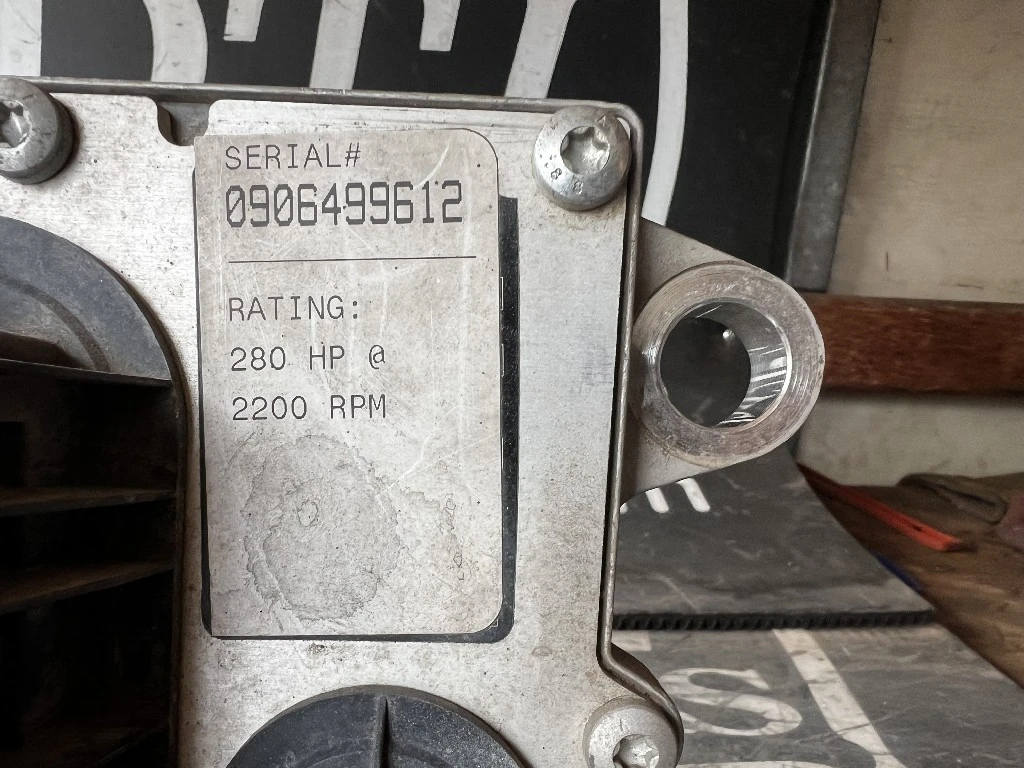 SERIAL#
0906499612
RATING:
280 HP @
2200 RPM